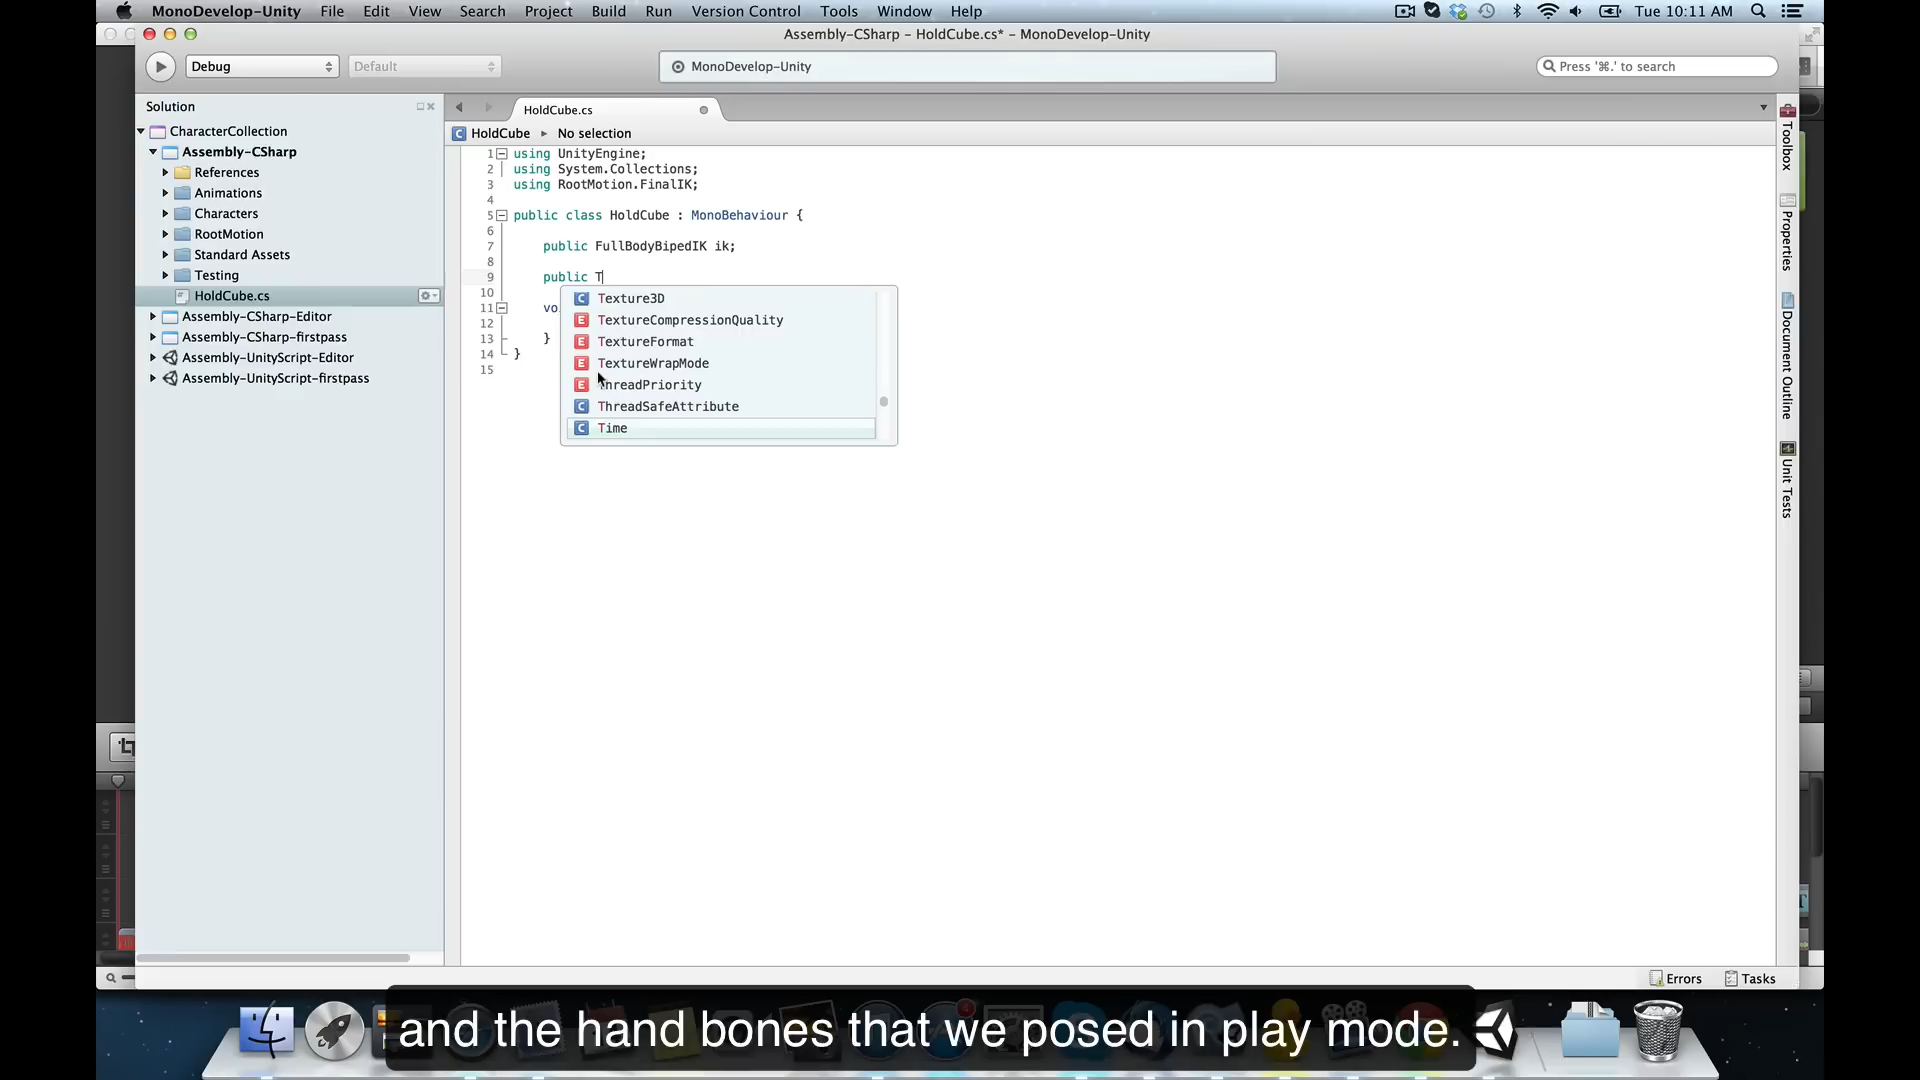 MonoDevelop-Unity File Edit View Search Project Build Run Version Control Tools Window Help Tue 10:11 AM
Assembly-CSharp – HoldCube.cs* – MonoDevelop-Unity
Debug Default MonoDevelop-Unity Press '⌘.' to search
Solution
CharacterCollection
Assembly-CSharp
References
Animations
Characters
RootMotion
Standard Assets
Testing
HoldCube.cs
Assembly-CSharp-Editor
Assembly-CSharp-firstpass
Assembly-UnityScript-Editor
Assembly-UnityScript-firstpass
HoldCube.cs
HoldCube ▸ No selection
1 using UnityEngine;
2 using System.Collections;
3 using RootMotion.FinalIK;
4
5 public class HoldCube : MonoBehaviour {
6
7 public FullBodyBipedIK ik;
8
9 public T
10
11 vo
12
13 }
14 }
15
C Texture3D
E TextureCompressionQuality
E TextureFormat
E TextureWrapMode
E ThreadPriority
C ThreadSafeAttribute
C Time
Toolbox
Properties
Document Outline
Unit Tests
Errors Tasks
and the hand bones that we posed in play mode.